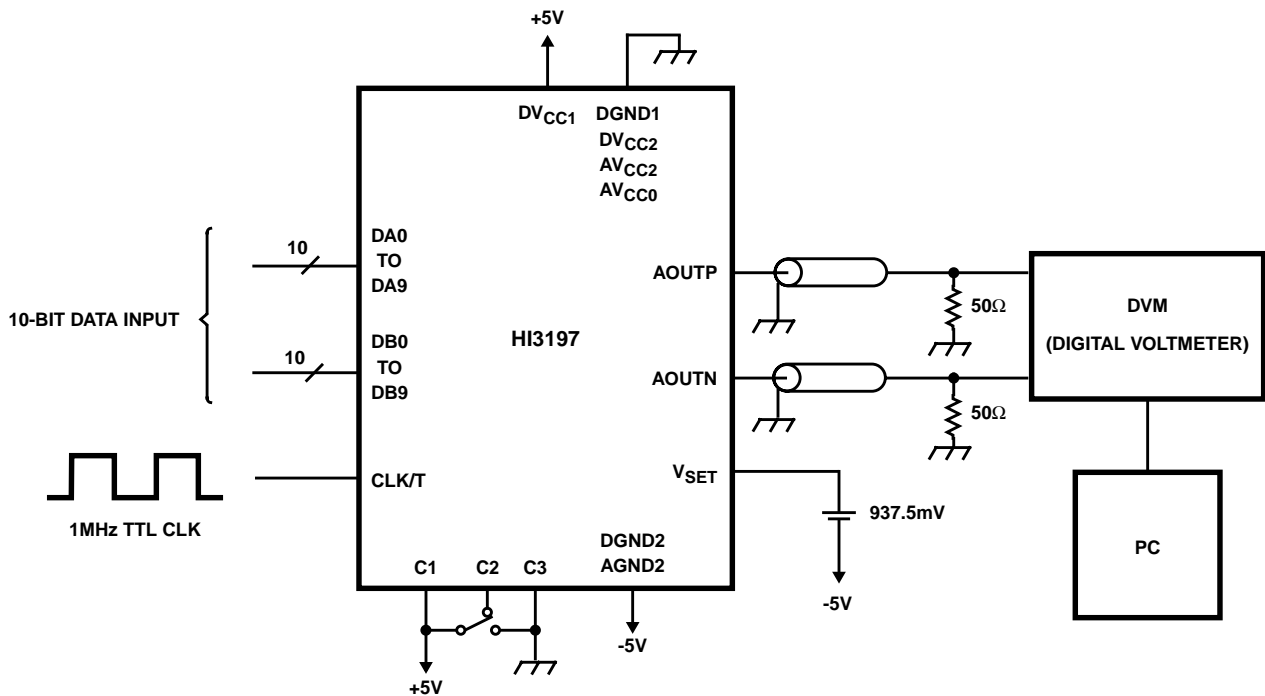 +5V
DVCC1
DGND1
DVCC2
AVCC2
AVCC0
DA0
TO
DA9
10
10-BIT DATA INPUT
DB0
TO
DB9
10
HI3197
AOUTP
50Ω
DVM
(DIGITAL VOLTMETER)
AOUTN
50Ω
CLK/T
1MHz TTL CLK
VSET
937.5mV
-5V
PC
C1
C2
C3
DGND2
AGND2
-5V
+5V